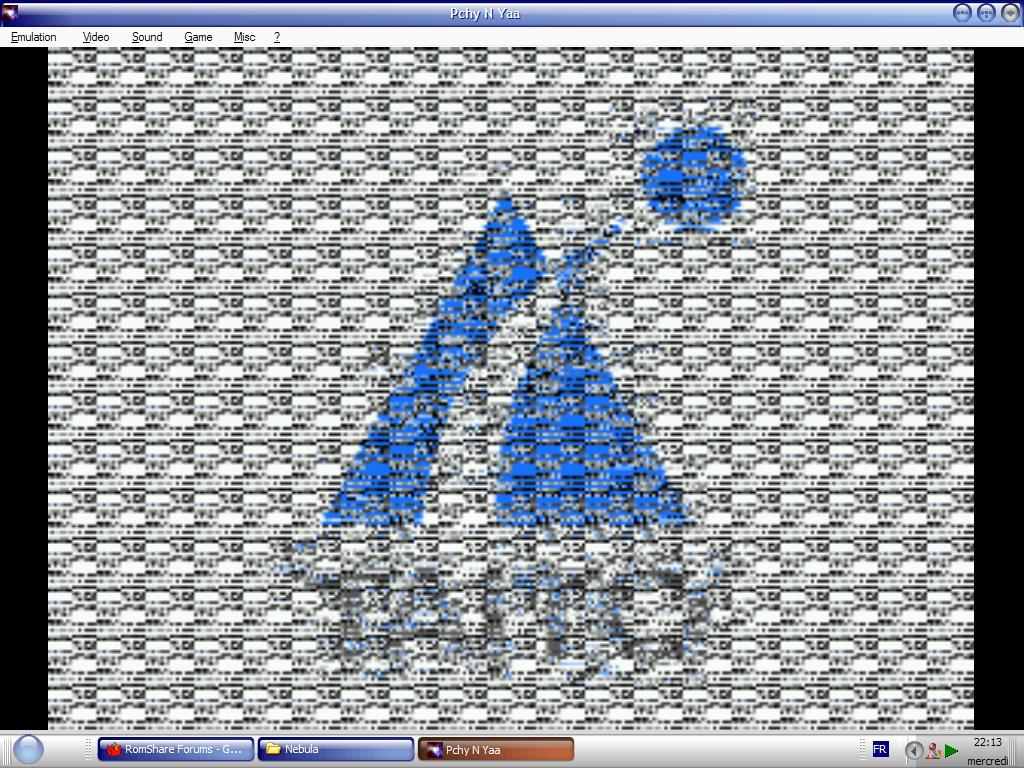 Pchy N Yaa
Emulation Video Sound Game Misc ?
RomShare Forums - G... Nebula Pchy N Yaa FR 22:13
mercredi